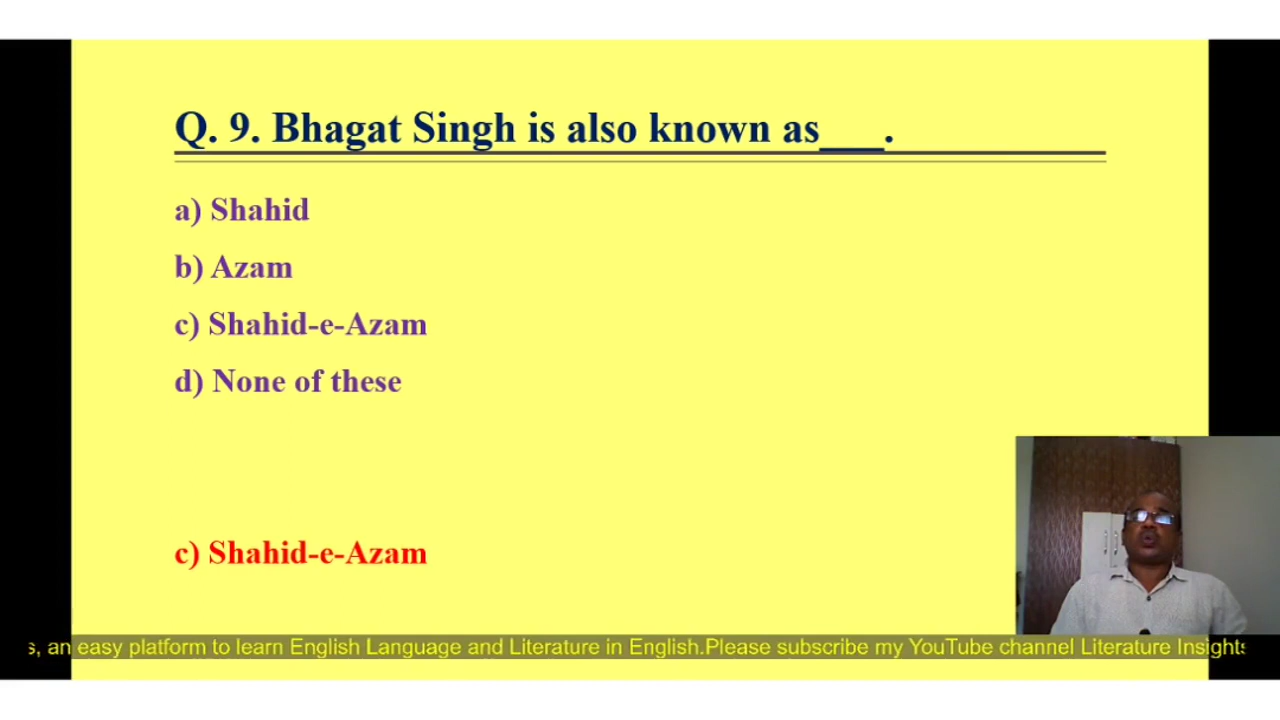 Q. 9. Bhagat Singh is also known as___.
a) Shahid
b) Azam
c) Shahid-e-Azam
d) None of these
c) Shahid-e-Azam
s, an easy platform to learn English Language and Literature in English.Please subscribe my YouTube channel Literature Insights